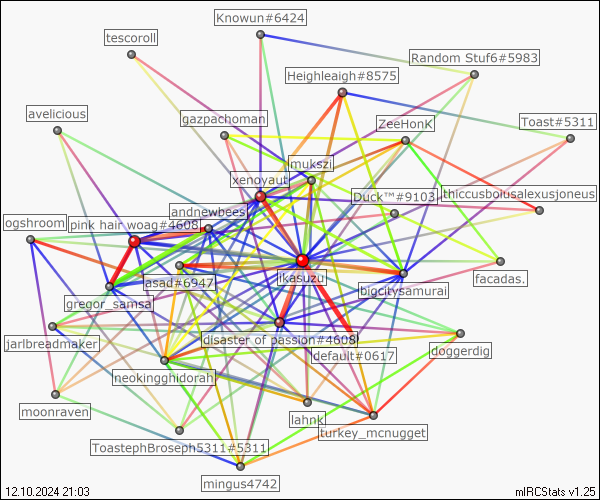 Knowun#6424
tescoroll
Random Stuf6#5983
Heighleaigh#8575
avelicious
gazpachoman
ZeeHonK
Toast#5311
mukszi
xenoyaut
Duck™#9103
thiccusboiusalexusjoneus
andnewbees
ogshroom
pink hair woag#4608
ikasuzu
asad#6947
facadas.
bigcitysamurai
gregor_samsa
disaster of passion#4608
jarlbreadmaker
default#0617
doggerdig
neokingghidorah
moonraven
lahnk
turkey_mcnugget
ToastephBroseph5311#5311
mingus4742
12.10.2024 21:03
mIRCStats v1.25